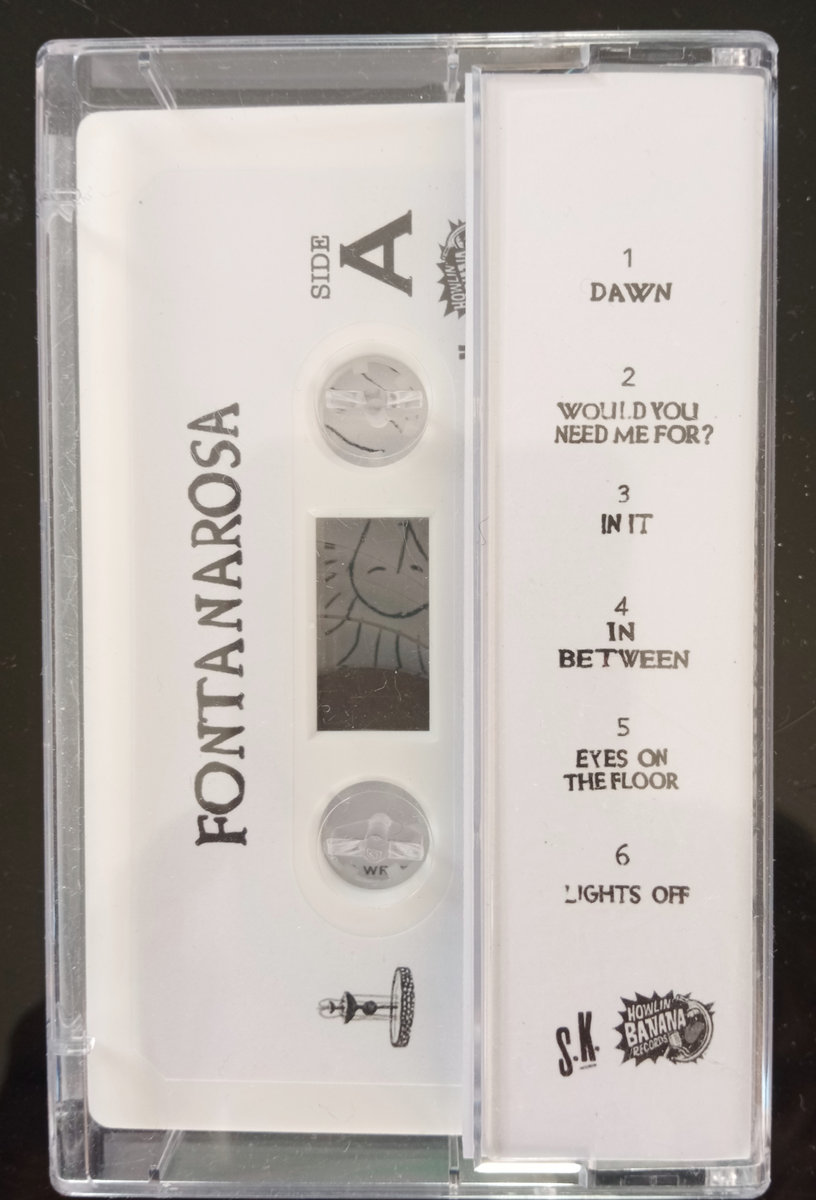 SIDE
A
HOWLIN'
FONTANAROSA
1
DAWN
2
WOULD YOU
NEED ME FOR?
3
IN IT
4
IN
BETWEEN
5
EYES ON
THE FLOOR
6
LIGHTS OFF
S.K.
HOWLIN'
BANANA
RECORDS